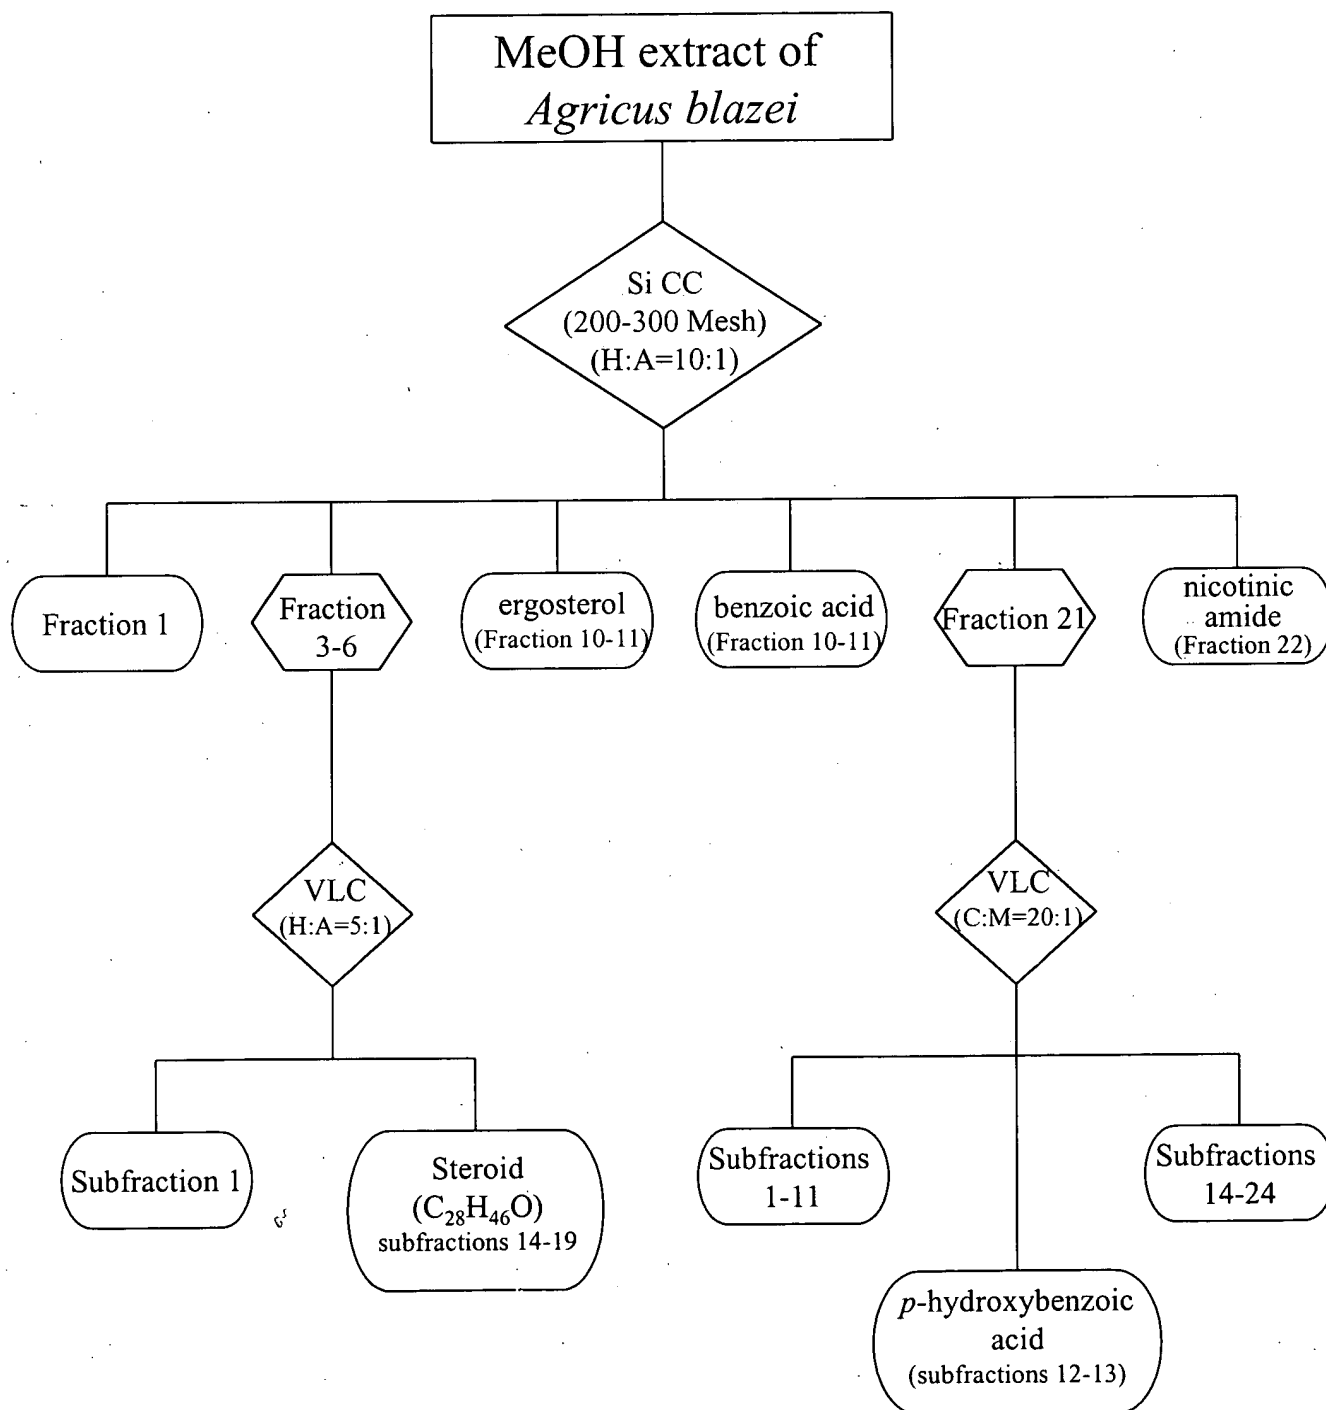 MeOH extract of
Agricus blazei
Si CC
(200-300 Mesh)
(H:A=10:1)
Fraction 1
Fraction
3-6
ergosterol
(Fraction 10-11)
benzoic acid
(Fraction 10-11)
Fraction 21
nicotinic
amide
(Fraction 22)
VLC
(H:A=5:1)
VLC
(C:M=20:1)
Subfraction 1
Steroid
(C₂₈H₄₆O)
subfractions 14-19
Subfractions
1-11
Subfractions
14-24
p-hydroxybenzoic
acid
(subfractions 12-13)